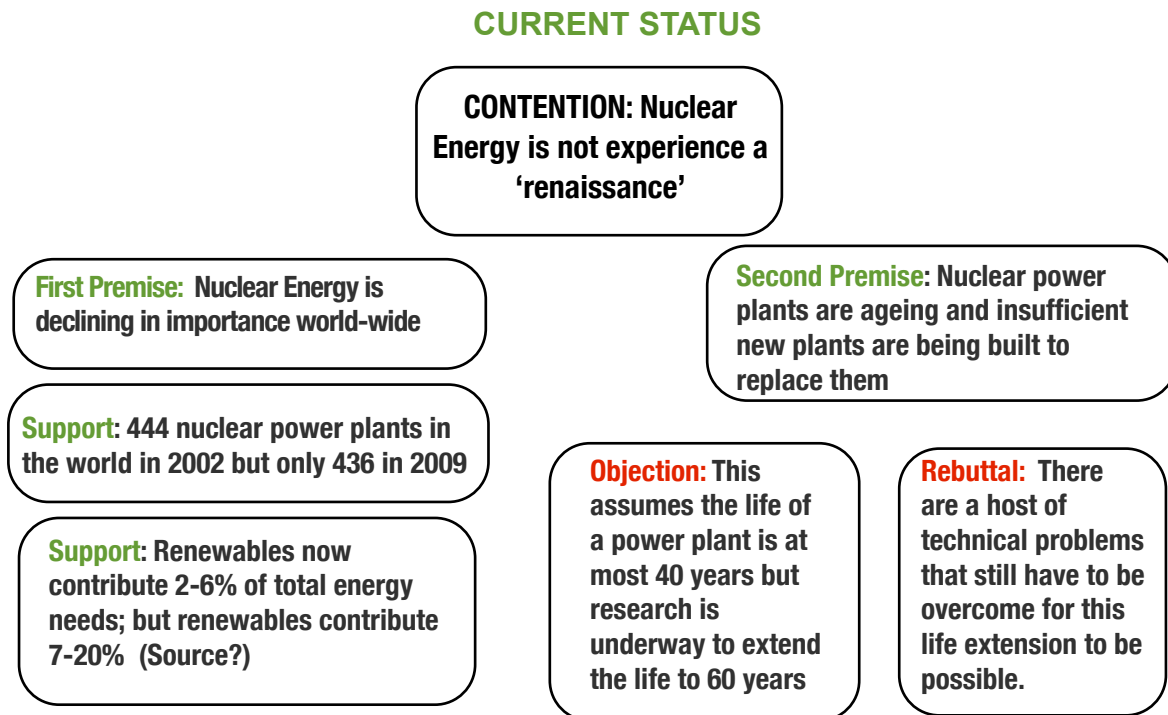 CURRENT STATUS
CONTENTION: Nuclear
Energy is not experience a
‘renaissance’
First Premise: Nuclear Energy is
declining in importance world-wide
Support: 444 nuclear power plants in
the world in 2002 but only 436 in 2009
Support: Renewables now
contribute 2-6% of total energy
needs; but renewables contribute
7-20% (Source?)
Second Premise: Nuclear power
plants are ageing and insufficient
new plants are being built to
replace them
Objection: This
assumes the life of
a power plant is at
most 40 years but
research is
underway to extend
the life to 60 years
Rebuttal: There
are a host of
technical problems
that still have to be
overcome for this
life extension to be
possible.